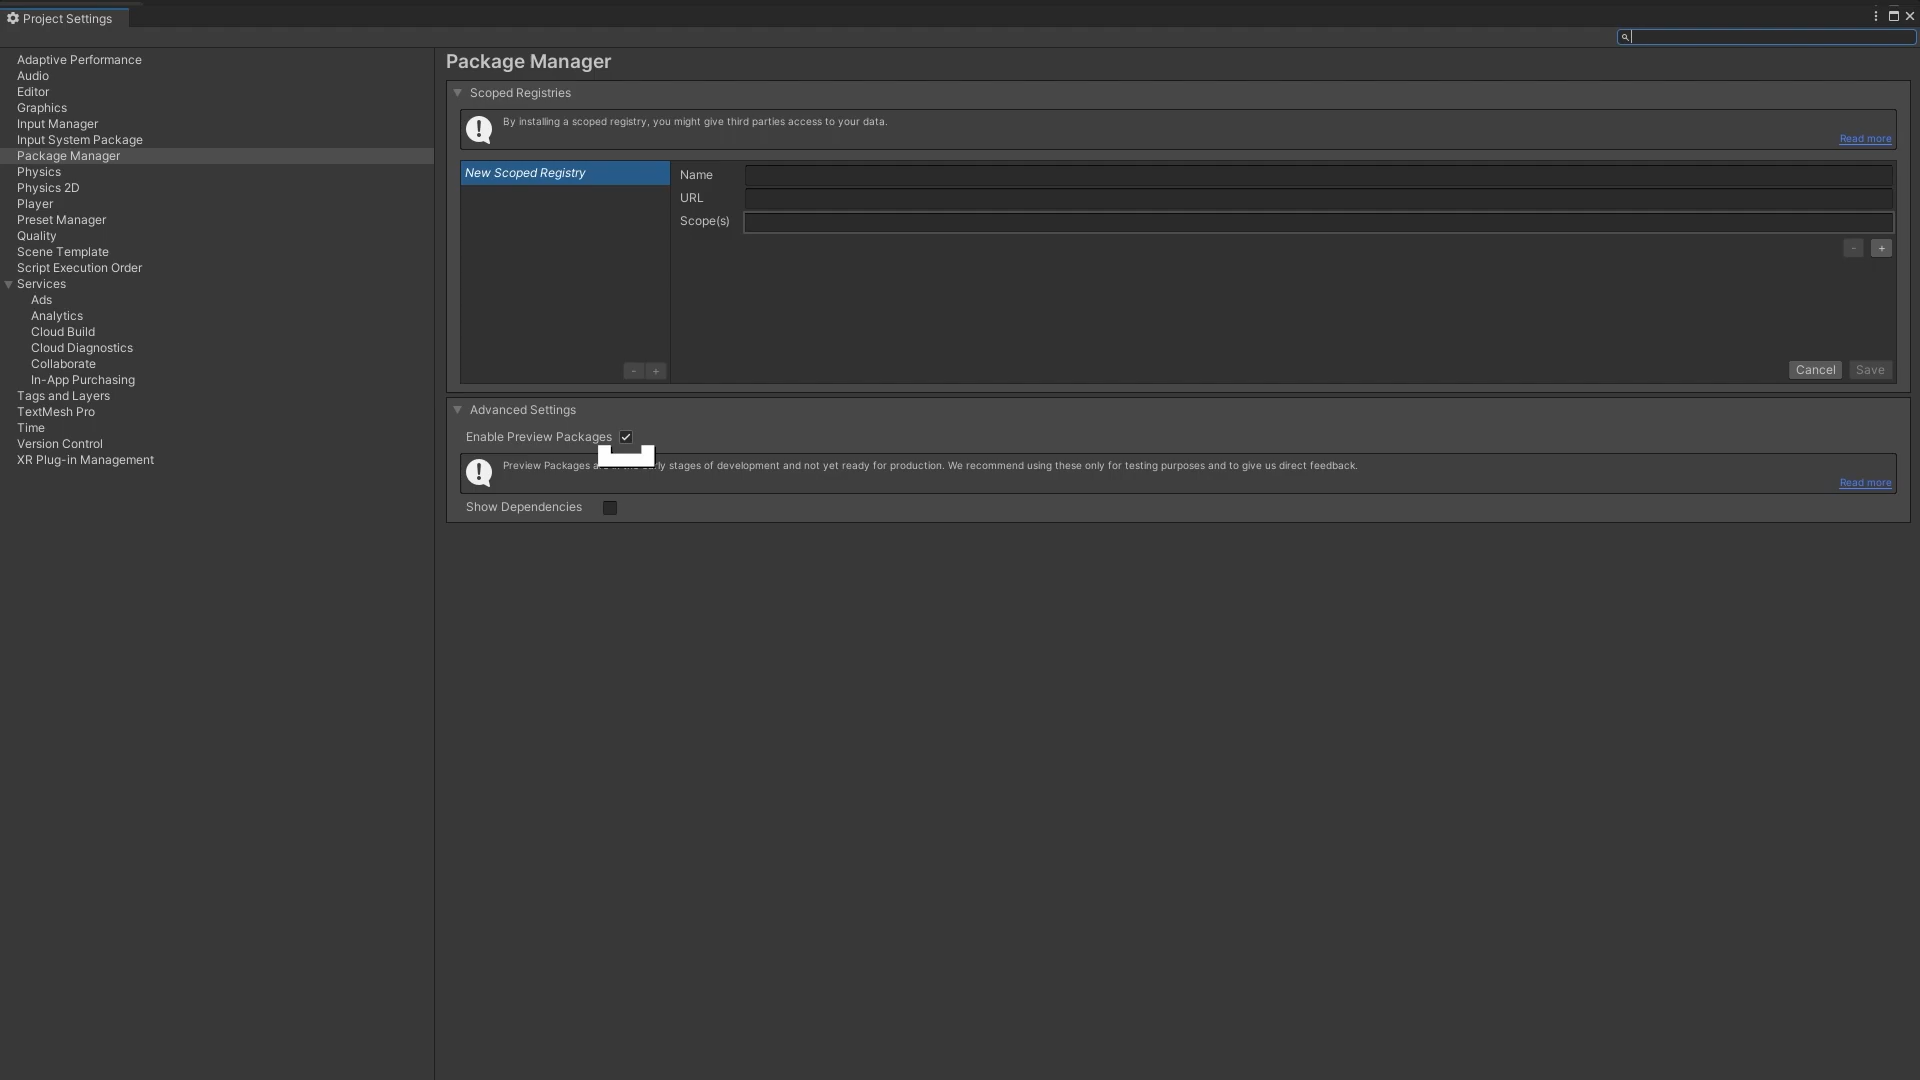 Project Settings
Adaptive Performance
Audio
Editor
Graphics
Input Manager
Input System Package
Package Manager
Physics
Physics 2D
Player
Preset Manager
Quality
Scene Template
Script Execution Order
Services
Ads
Analytics
Cloud Build
Cloud Diagnostics
Collaborate
In-App Purchasing
Tags and Layers
TextMesh Pro
Time
Version Control
XR Plug-in Management
Package Manager
Scoped Registries
By installing a scoped registry, you might give third parties access to your data.
Read more
New Scoped Registry
Name
URL
Scope(s)
- +
- +
Cancel Save
Advanced Settings
Enable Preview Packages
Preview Packages stages of development and not yet ready for production. We recommend using these only for testing purposes and to give us direct feedback.
Read more
Show Dependencies